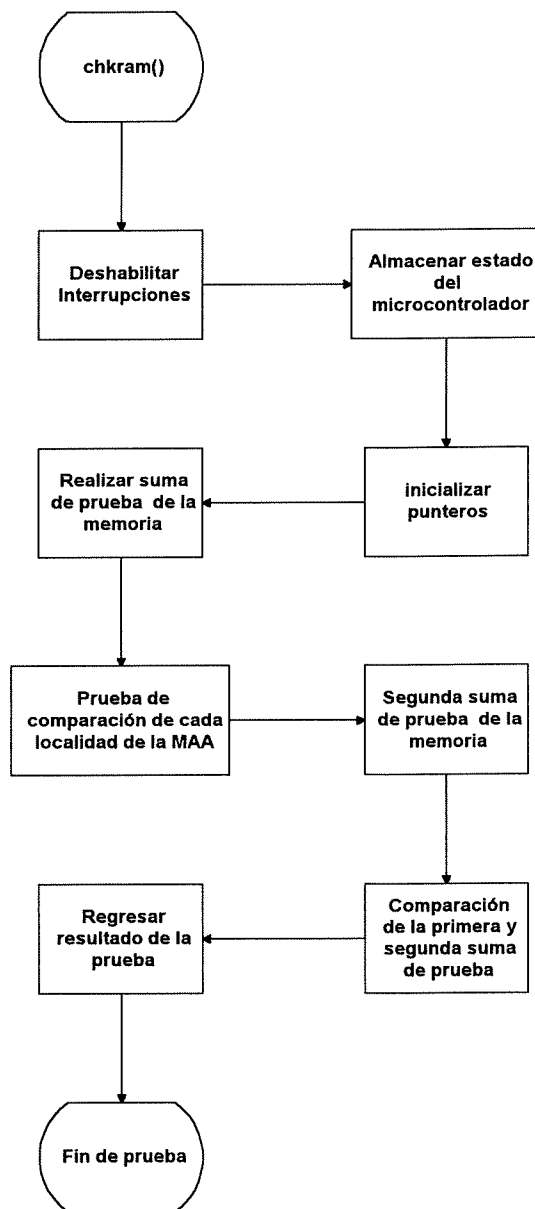 chkram()
Deshabilitar
Interrupciones
Almacenar estado
del
microcontrolador
inicializar
punteros
Realizar suma
de prueba de la
memoria
Prueba de
comparación de cada
localidad de la MAA
Segunda suma
de prueba de la
memoria
Comparación
de la primera y
segunda suma
de prueba
Regresar
resultado de la
prueba
Fin de prueba